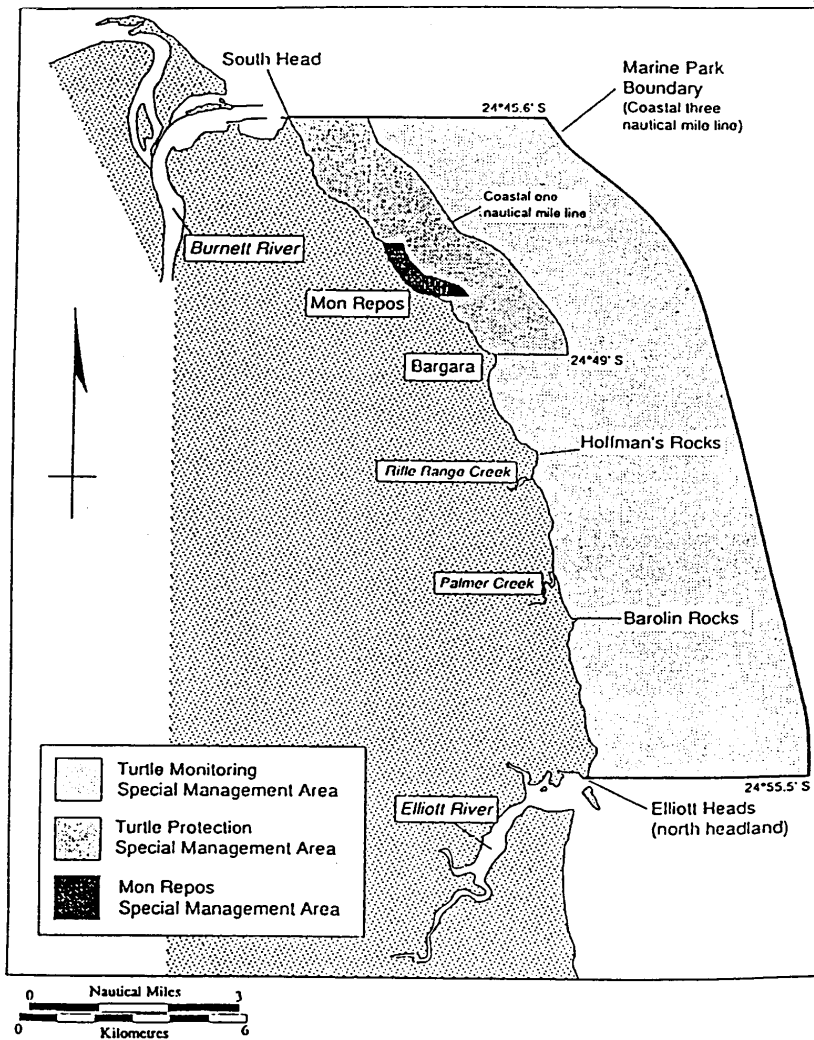 South Head
Marine Park
Boundary
(Coastal three
nautical mile line)
24°45.6' S
Coastal one
nautical mile line
Burnett River
Mon Repos
Bargara
24°49' S
Hoffman's Rocks
Rifle Range Creek
Palmer Creek
Barolin Rocks
Turtle Monitoring
Special Management Area
Turtle Protection
Special Management Area
Mon Repos
Special Management Area
24°55.5' S
Elliott River
Elliott Heads
(north headland)
0 Nautical Miles 3
0 Kilometres 6